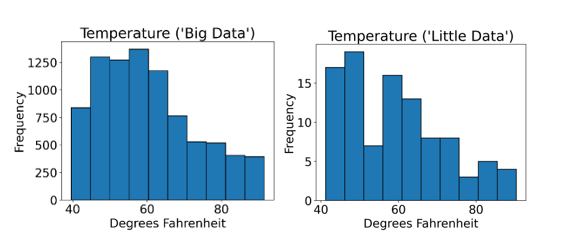 Temperature ('Big Data')
Frequency
1250
1000
750
500
250
0
40 60 80
Degrees Fahrenheit
Temperature ('Little Data')
Frequency
15
10
5
0
40 60 80
Degrees Fahrenheit